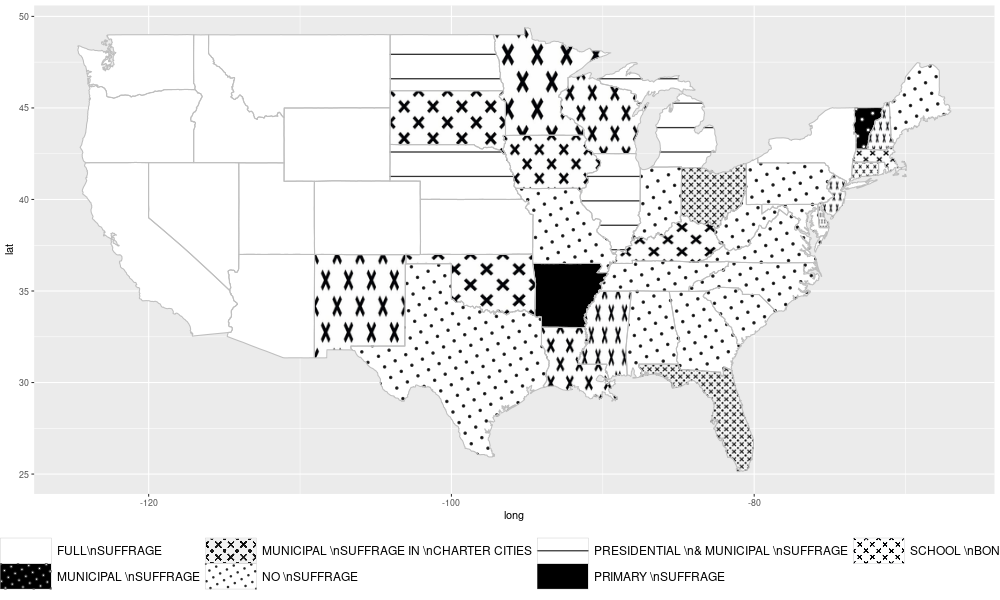 50
45
40
35
30
25
lat
-120
-100
-80
long
FULL\nSUFFRAGE
MUNICIPAL \nSUFFRAGE IN \nCHARTER CITIES
PRESIDENTIAL \n& MUNICIPAL \nSUFFRAGE
SCHOOL \nBON
MUNICIPAL \nSUFFRAGE
NO \nSUFFRAGE
PRIMARY \nSUFFRAGE